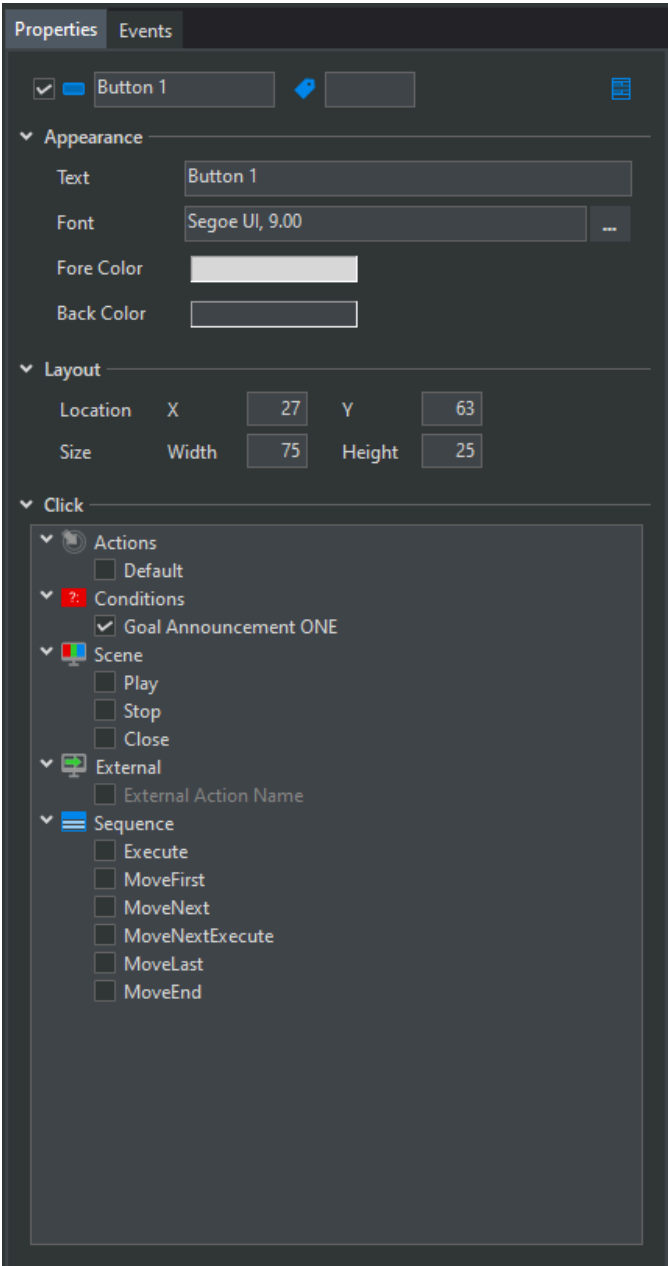 Properties Events
Button 1
Appearance
Text Button 1
Font Segoe UI, 9.00 ...
Fore Color
Back Color
Layout
Location X 27 Y 63
Size Width 75 Height 25
Click
Actions
Default
?: Conditions
Goal Announcement ONE
Scene
Play
Stop
Close
External
External Action Name
Sequence
Execute
MoveFirst
MoveNext
MoveNextExecute
MoveLast
MoveEnd